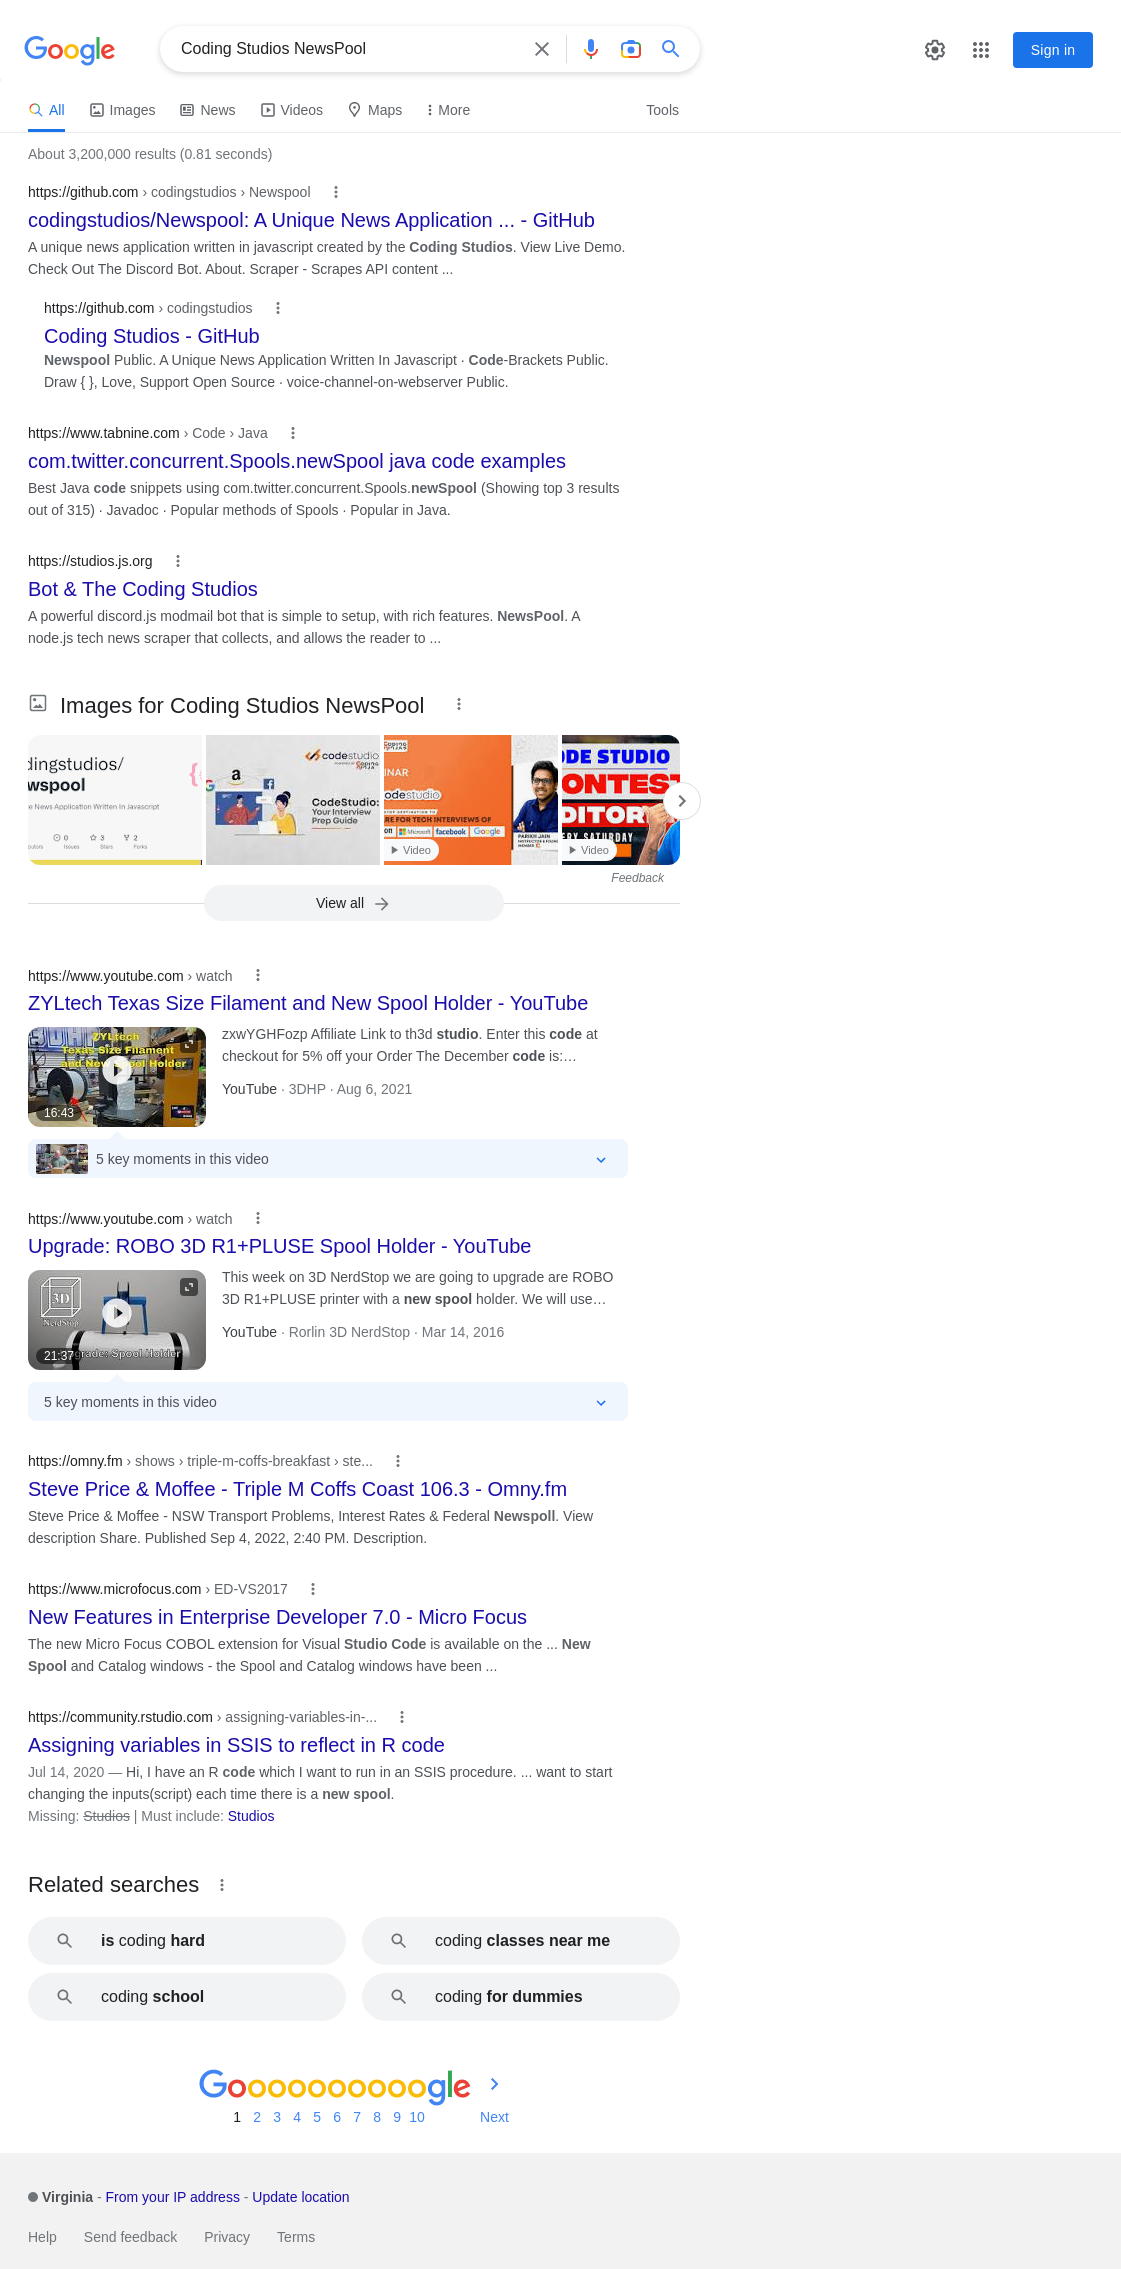 Google
Coding Studios NewsPool
Sign in
All Images News Videos Maps More Tools
About 3,200,000 results (0.81 seconds)
https://github.com › codingstudios › Newspool
codingstudios/Newspool: A Unique News Application ... - GitHub
A unique news application written in javascript created by the Coding Studios. View Live Demo.
Check Out The Discord Bot. About. Scraper - Scrapes API content ...
https://github.com › codingstudios
Coding Studios - GitHub
Newspool Public. A Unique News Application Written In Javascript · Code-Brackets Public.
Draw { }, Love, Support Open Source · voice-channel-on-webserver Public.
https://www.tabnine.com › Code › Java
com.twitter.concurrent.Spools.newSpool java code examples
Best Java code snippets using com.twitter.concurrent.Spools.newSpool (Showing top 3 results
out of 315) · Javadoc · Popular methods of Spools · Popular in Java.
https://studios.js.org
Bot & The Coding Studios
A powerful discord.js modmail bot that is simple to setup, with rich features. NewsPool. A
node.js tech news scraper that collects, and allows the reader to ...
Images for Coding Studios NewsPool
dingstudios/
wspool
e News Application Written In Javascript
0 3 2
Issues Stars Forks
codestudio
a
CodeStudio:
Your Interview
Prep Guide
INAR
codestudio
RE FOR TECH INTERVIEWS OF
Microsoft facebook Google
PARIKH JAIN
Video
ODE STUDIO
ONTEST
DITOR
RY SATURDAY
Video
Feedback
View all
https://www.youtube.com › watch
ZYLtech Texas Size Filament and New Spool Holder - YouTube
ZYLtech
Texas Size Filament
and New Spool Holder
16:43
zxwYGHFozp Affiliate Link to th3d studio. Enter this code at
checkout for 5% off your Order The December code is:…
YouTube · 3DHP · Aug 6, 2021
5 key moments in this video
https://www.youtube.com › watch
Upgrade: ROBO 3D R1+PLUSE Spool Holder - YouTube
3D
NerdStop
grade: Spool Holder
21:37
This week on 3D NerdStop we are going to upgrade are ROBO
3D R1+PLUSE printer with a new spool holder. We will use…
YouTube · Rorlin 3D NerdStop · Mar 14, 2016
5 key moments in this video
https://omny.fm › shows › triple-m-coffs-breakfast › ste...
Steve Price & Moffee - Triple M Coffs Coast 106.3 - Omny.fm
Steve Price & Moffee - NSW Transport Problems, Interest Rates & Federal Newspoll. View
description Share. Published Sep 4, 2022, 2:40 PM. Description.
https://www.microfocus.com › ED-VS2017
New Features in Enterprise Developer 7.0 - Micro Focus
The new Micro Focus COBOL extension for Visual Studio Code is available on the ... New
Spool and Catalog windows - the Spool and Catalog windows have been ...
https://community.rstudio.com › assigning-variables-in-...
Assigning variables in SSIS to reflect in R code
Jul 14, 2020 — Hi, I have an R code which I want to run in an SSIS procedure. ... want to start
changing the inputs(script) each time there is a new spool.
Missing: Studios | Must include: Studios
Related searches
is coding hard
coding classes near me
coding school
coding for dummies
Goooooooooogle
1 2 3 4 5 6 7 8 9 10 Next
Virginia - From your IP address - Update location
Help Send feedback Privacy Terms